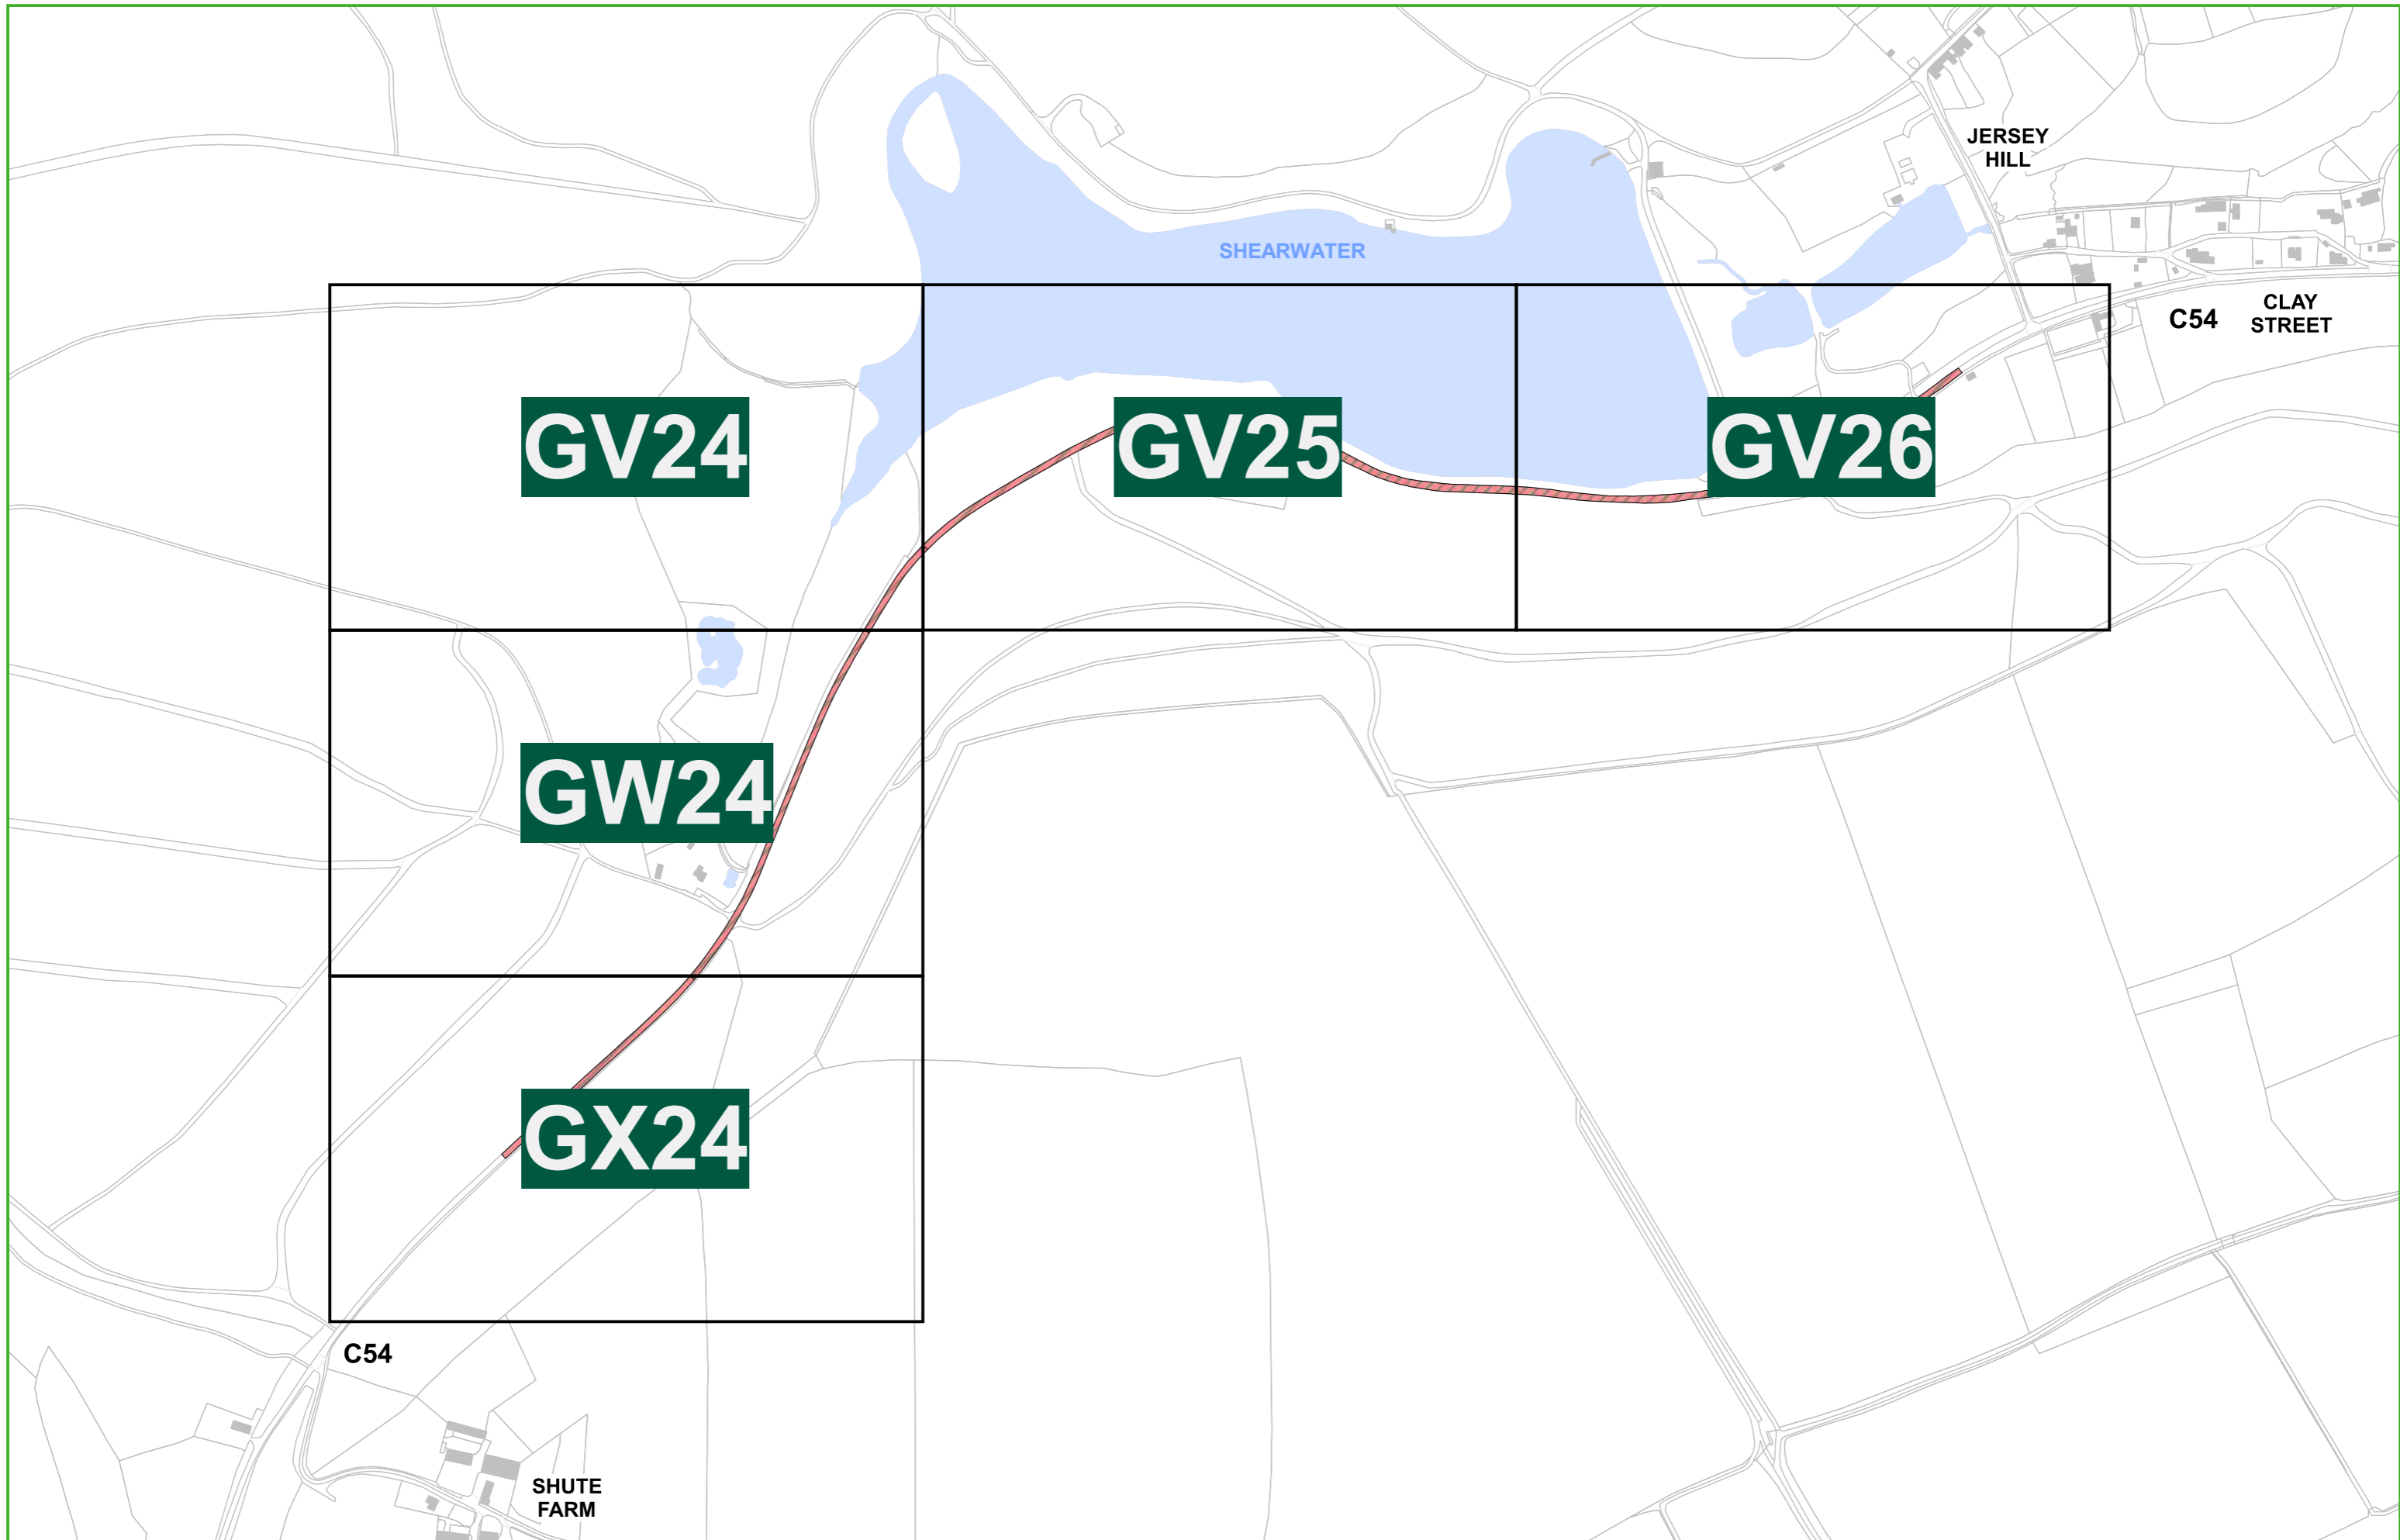 JERSEY
HILL
SHEARWATER
C54
CLAY
STREET
GV24
GV25
GV26
GW24
GX24
C54
SHUTE
FARM